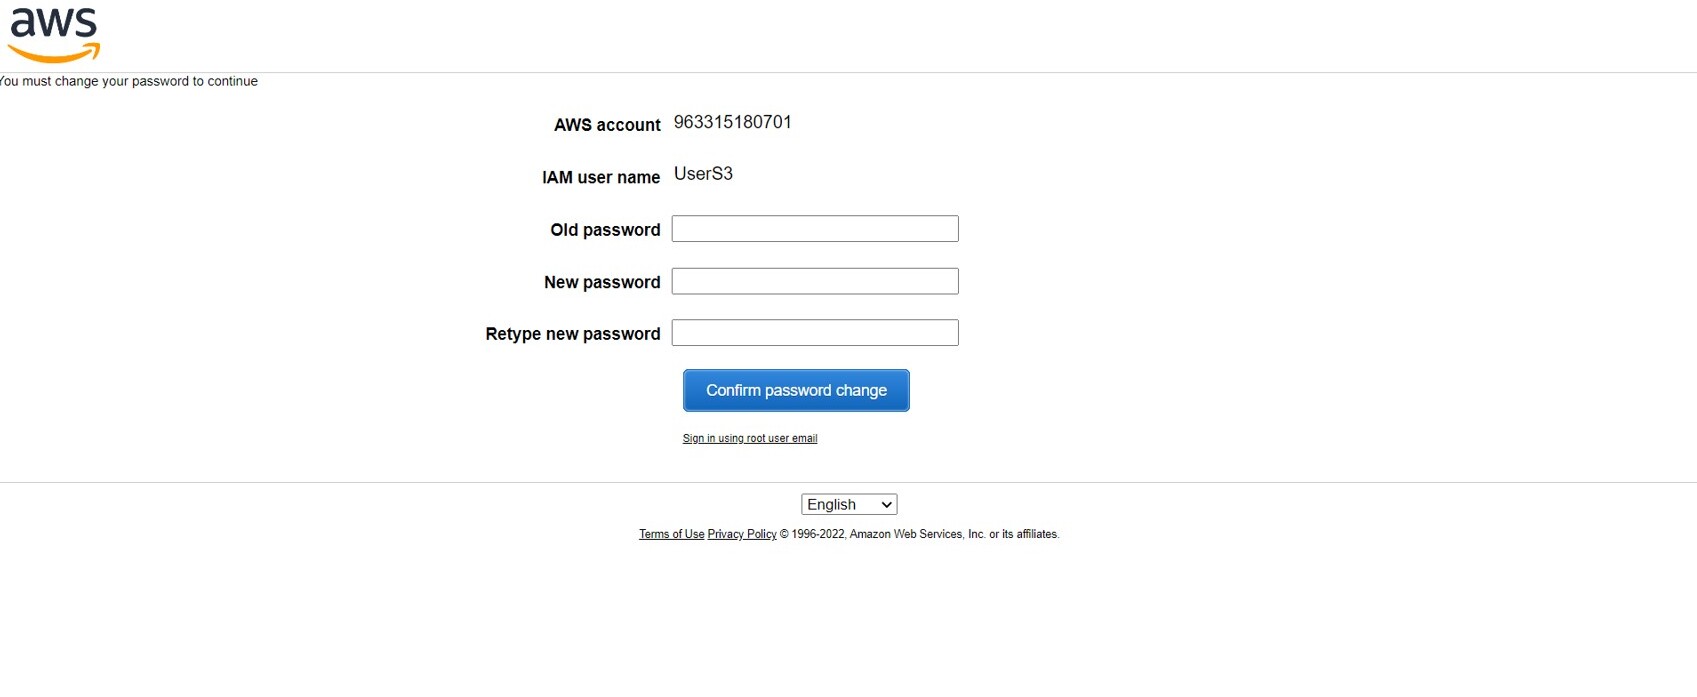 aws
You must change your password to continue
AWS account 963315180701
IAM user name UserS3
Old password
New password
Retype new password
Confirm password change
Sign in using root user email
English
Terms of Use Privacy Policy © 1996-2022, Amazon Web Services, Inc. or its affiliates.